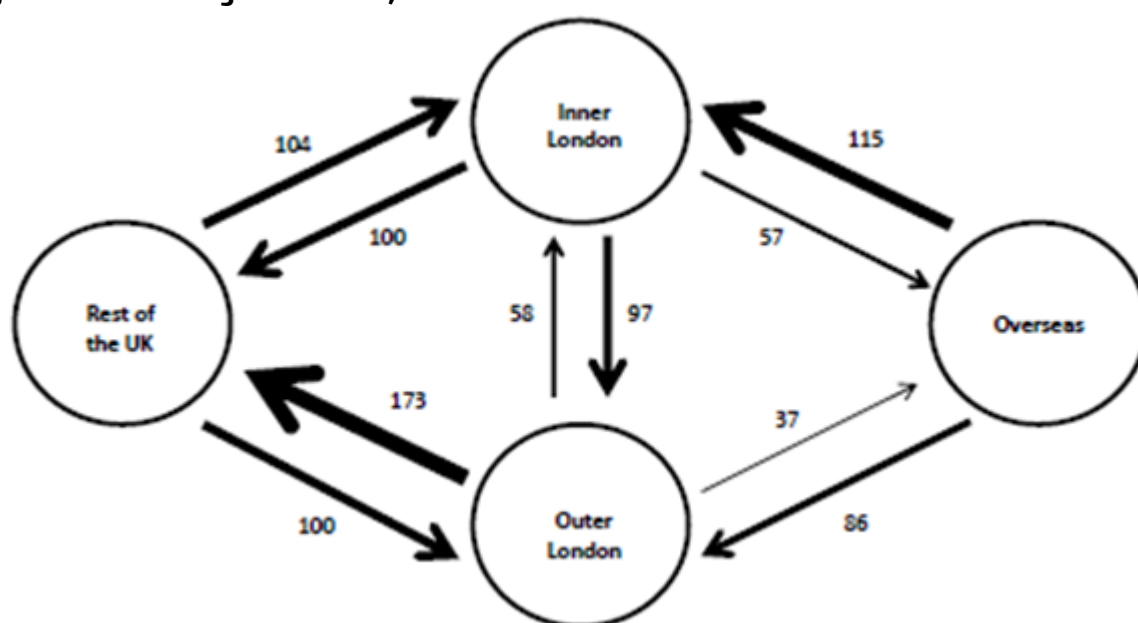 Inner
London
104
115
100
57
Rest of
the UK
58
97
Overseas
173
37
100
86
Outer
London